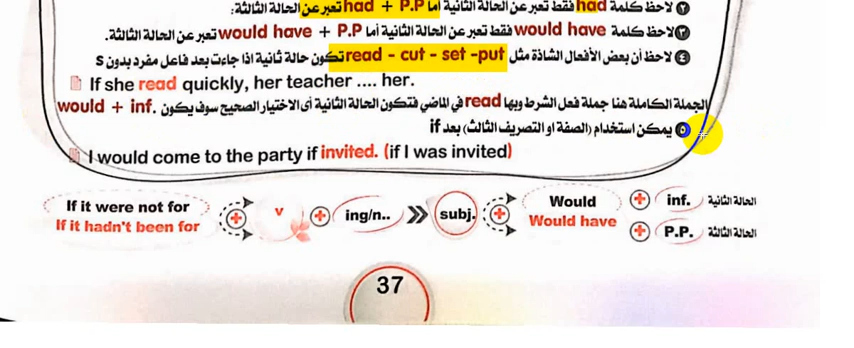 ② لاحظ كلمة had فقط تعبر عن الحالة الثانية أما had + P.P تعبر عن الحالة الثالثة:
③ لاحظ كلمة would have فقط تعبر عن الحالة الثانية أما would have + P.P تعبر عن الحالة الثالثة.
④ لاحظ أن بعض الأفعال الشاذة مثل read - cut - set -put تكون حالة ثانية اذا جاءت بعد فاعل مفرد بدون s
If she read quickly, her teacher .... her.
الجملة الكاملة هنا جملة فعل الشرط وبها read في الماضي فتكون الحالة الثانية أى الاختيار الصحيح سوف يكون would + inf.
⑤ يمكن استخدام (الصفة او التصريف الثالث) بعد if
I would come to the party if invited. (if I was invited)
If it were not for
If it hadn't been for
+ v + ing/n.. » subj. +
Would + inf. الحالة الثانية
Would have + P.P. الحالة الثالثة
37